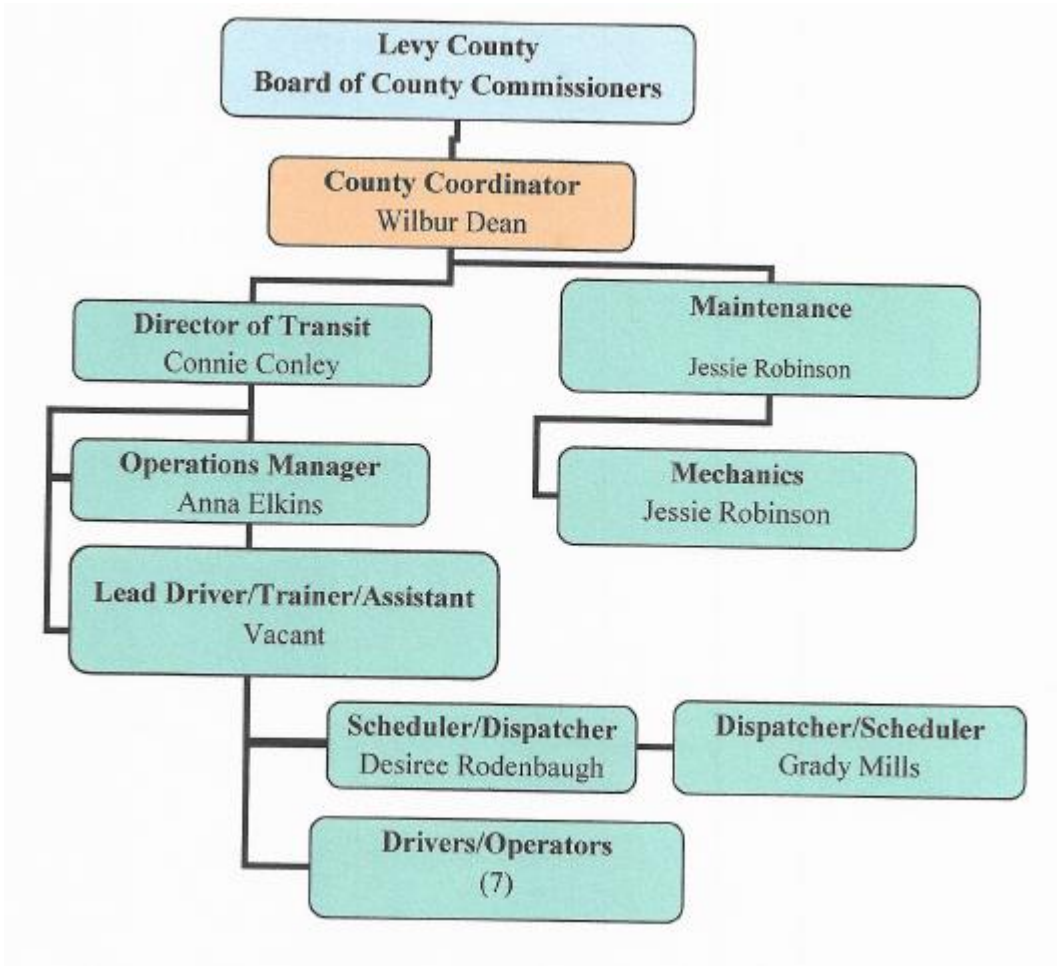 Levy County
Board of County Commissioners
County Coordinator
Wilbur Dean
Director of Transit
Connie Conley
Maintenance
Jessie Robinson
Operations Manager
Anna Elkins
Mechanics
Jessie Robinson
Lead Driver/Trainer/Assistant
Vacant
Scheduler/Dispatcher
Desiree Rodenbaugh
Dispatcher/Scheduler
Grady Mills
Drivers/Operators
(7)